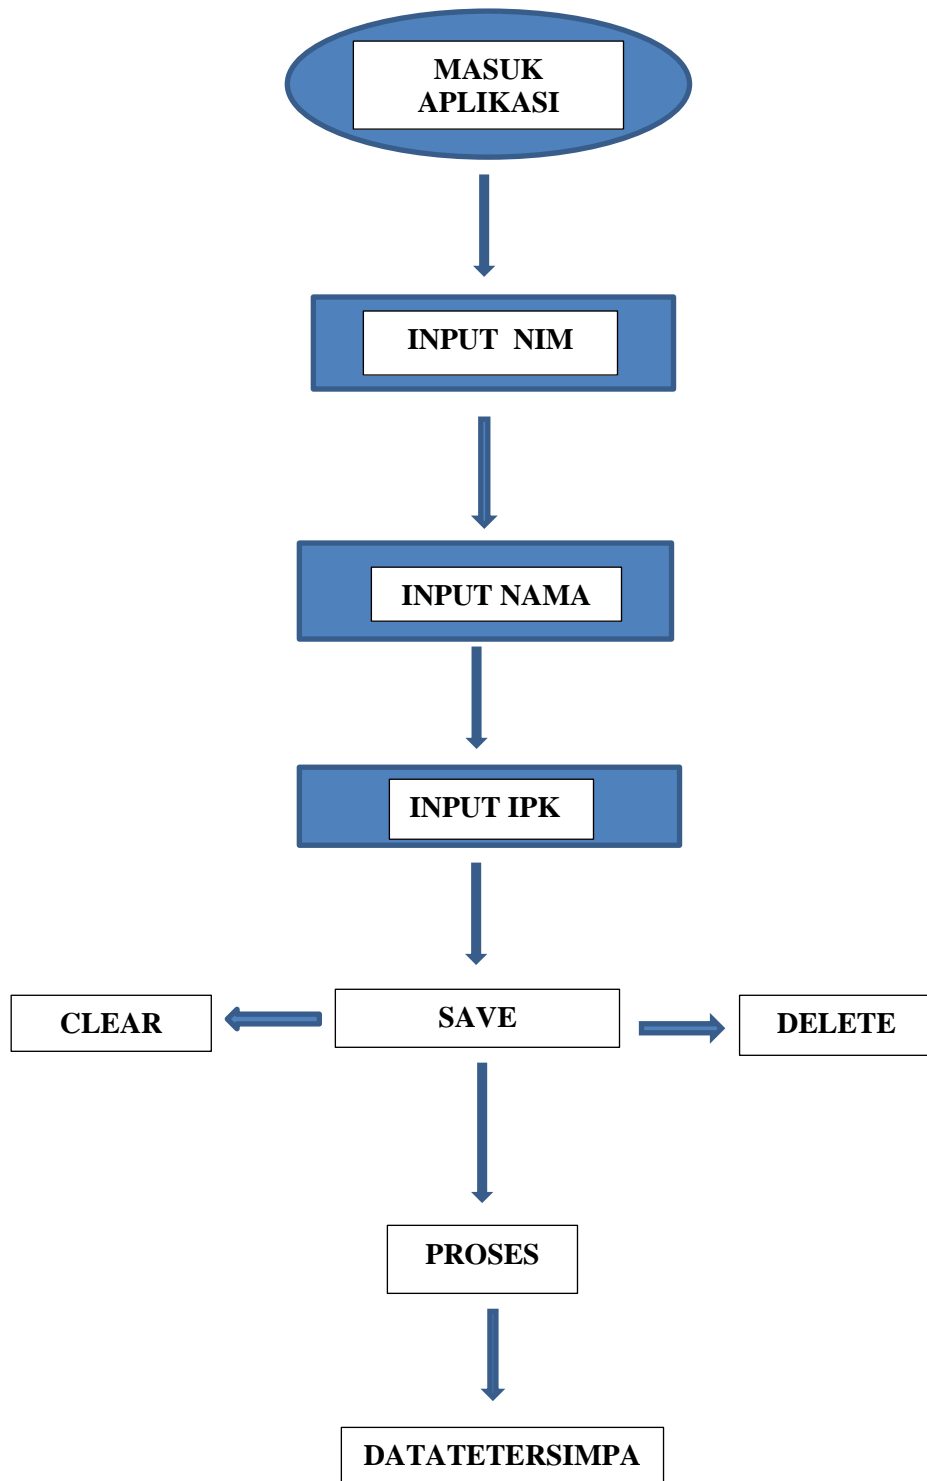 MASUK
APLIKASI
INPUT NIM
INPUT NAMA
INPUT IPK
CLEAR
SAVE
DELETE
PROSES
DATATETERSIMPA